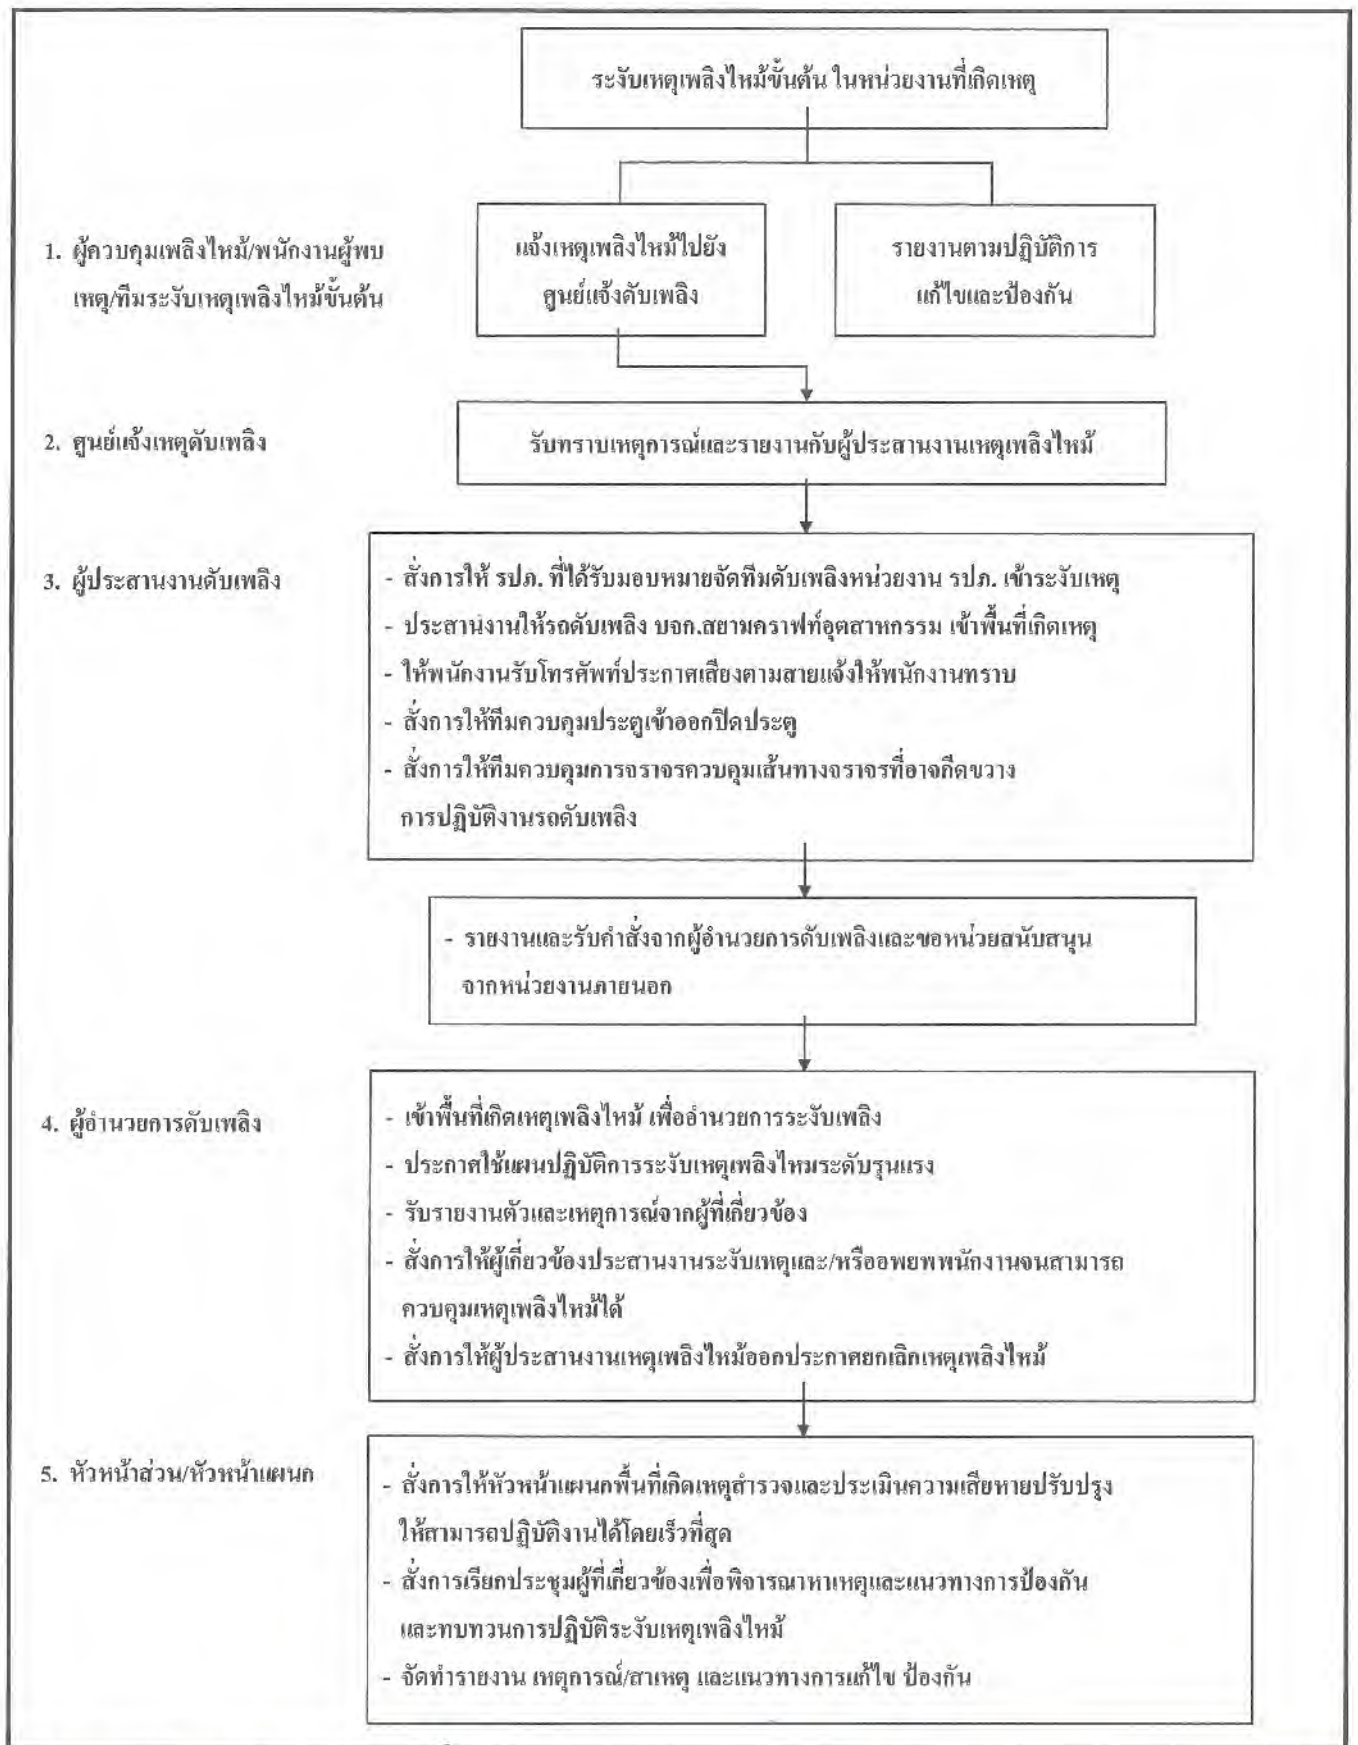 ระงับเหตุเพลิงไหม้ขั้นต้น ในหน่วยงานที่เกิดเหตุ
1. ผู้ควบคุมเพลิงไหม้/พนักงานผู้พบ
เหตุ/ทีมระงับเหตุเพลิงไหม้ขั้นต้น
แจ้งเหตุเพลิงไหม้ไปยัง
ศูนย์แจ้งดับเพลิง
รายงานตามปฏิบัติการ
แก้ไขและป้องกัน
2. ศูนย์แจ้งเหตุดับเพลิง
รับทราบเหตุการณ์และรายงานกับผู้ประสานงานเหตุเพลิงไหม้
3. ผู้ประสานงานดับเพลิง
- สั่งการให้ รปภ. ที่ได้รับมอบหมายจัดทีมดับเพลิงหน่วยงาน รปภ. เข้าระงับเหตุ
- ประสานงานให้รถดับเพลิง บจก.สยามคราฟท์อุตสาหกรรม เข้าพื้นที่เกิดเหตุ
- ให้พนักงานรับโทรศัพท์ประกาศเสียงตามสายแจ้งให้พนักงานทราบ
- สั่งการให้ทีมควบคุมประตูเข้าออกปิดประตู
- สั่งการให้ทีมควบคุมการจราจรควบคุมเส้นทางจราจรที่อาจกีดขวาง
การปฏิบัติงานรถดับเพลิง
- รายงานและรับคำสั่งจากผู้อำนวยการดับเพลิงและขอหน่วยสนับสนุน
จากหน่วยงานภายนอก
4. ผู้อำนวยการดับเพลิง
- เข้าพื้นที่เกิดเหตุเพลิงไหม้ เพื่ออำนวยการระงับเพลิง
- ประกาศใช้แผนปฏิบัติการระงับเหตุเพลิงไหมระดับรุนแรง
- รับรายงานตัวและเหตุการณ์จากผู้ที่เกี่ยวข้อง
- สั่งการให้ผู้เกี่ยวข้องประสานงานระงับเหตุและ/หรืออพยพพนักงานจนสามารถ
ควบคุมเหตุเพลิงไหม้ได้
- สั่งการให้ผู้ประสานงานเหตุเพลิงไหม้ออกประกาศยกเลิกเหตุเพลิงไหม้
5. หัวหน้าส่วน/หัวหน้าแผนก
- สั่งการให้หัวหน้าแผนกพื้นที่เกิดเหตุสำรวจและประเมินความเสียหายปรับปรุง
ให้สามารถปฏิบัติงานได้โดยเร็วที่สุด
- สั่งการเรียกประชุมผู้ที่เกี่ยวข้องเพื่อพิจารณาหาเหตุและแนวทางการป้องกัน
และทบทวนการปฏิบัติระงับเหตุเพลิงไหม้
- จัดทำรายงาน เหตุการณ์/สาเหตุ และแนวทางการแก้ไข ป้องกัน